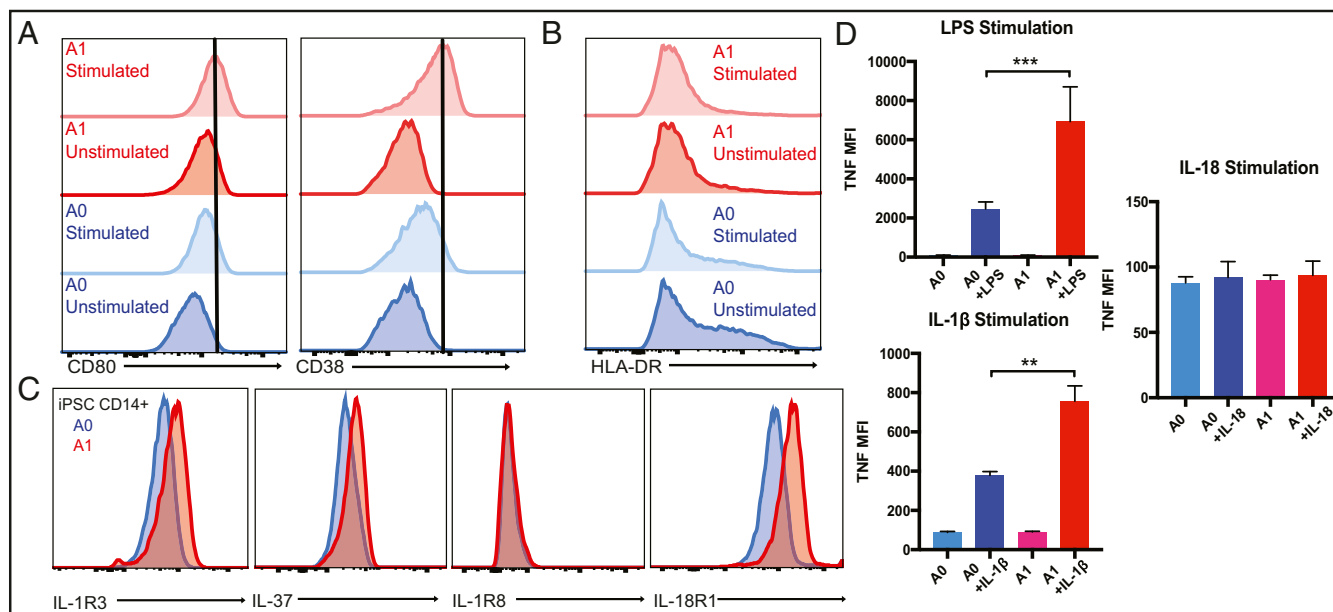 A
A1
Stimulated
A1
Unstimulated
A0
Stimulated
A0
Unstimulated
CD80
CD38
B
A1
Stimulated
A1
Unstimulated
A0
Stimulated
A0
Unstimulated
HLA-DR
C
iPSC CD14+
A0
A1
IL-1R3
IL-37
IL-1R8
IL-18R1
D
LPS Stimulation
TNF MFI
10000
8000
6000
4000
2000
0
***
A0
A0
+LPS
A1
A1
+LPS
IL-1β Stimulation
TNF MFI
1000
800
600
400
200
0
**
A0
A0
+IL-1β
A1
A1
+IL-1β
IL-18 Stimulation
TNF MFI
150
100
50
0
A0
A0
+IL-18
A1
A1
+IL-18